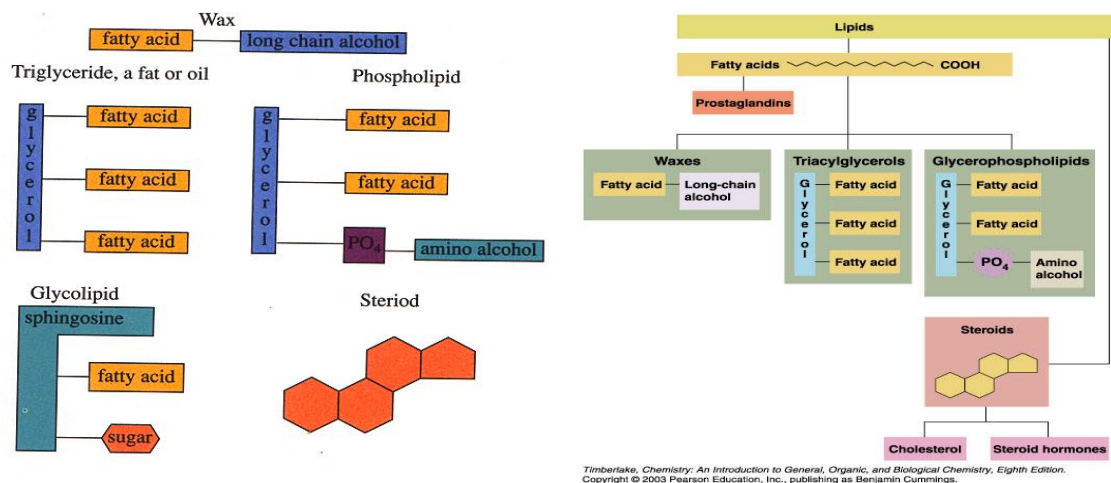 Wax
fatty acid
long chain alcohol
Triglyceride, a fat or oil
glycerol
fatty acid
fatty acid
fatty acid
Phospholipid
glycerol
fatty acid
fatty acid
PO4
amino alcohol
Glycolipid
sphingosine
fatty acid
sugar
Steriod
Lipids
Fatty acids
COOH
Prostaglandins
Waxes
Fatty acid
Long-chain
alcohol
Triacylglycerols
Glycerol
Fatty acid
Fatty acid
Fatty acid
Glycerophospholipids
Glycerol
Fatty acid
Fatty acid
PO4
Amino
alcohol
Steroids
Cholesterol
Steroid hormones
Timberlake, Chemistry: An Introduction to General, Organic, and Biological Chemistry, Eighth Edition.
Copyright © 2003 Pearson Education, Inc., publishing as Benjamin Cummings.